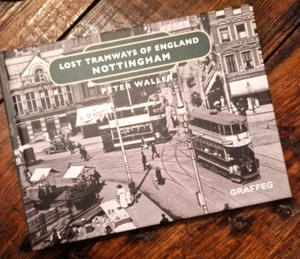 LOST TRAMWAYS OF ENGLAND
NOTTINGHAM
PETER WALLER
GRAFFEG